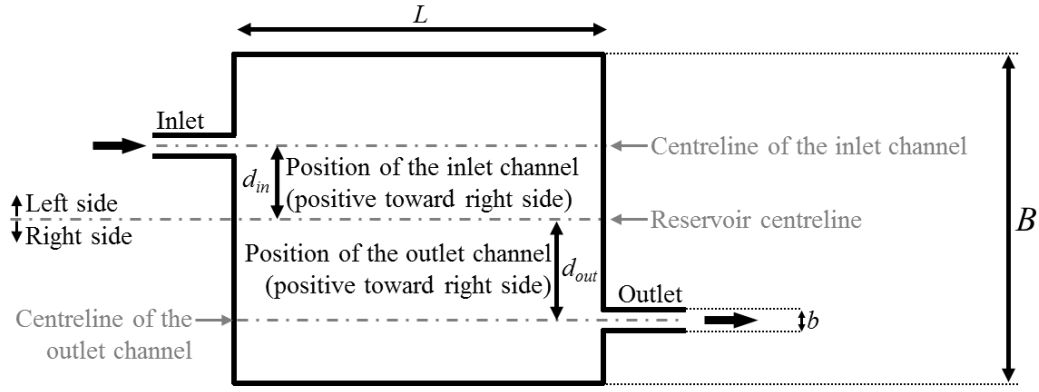 L
Inlet
Centreline of the inlet channel
d_in
Position of the inlet channel
(positive toward right side)
Left side
Right side
Reservoir centreline
B
Position of the outlet channel
(positive toward right side)
d_out
Outlet
Centreline of the
outlet channel
b